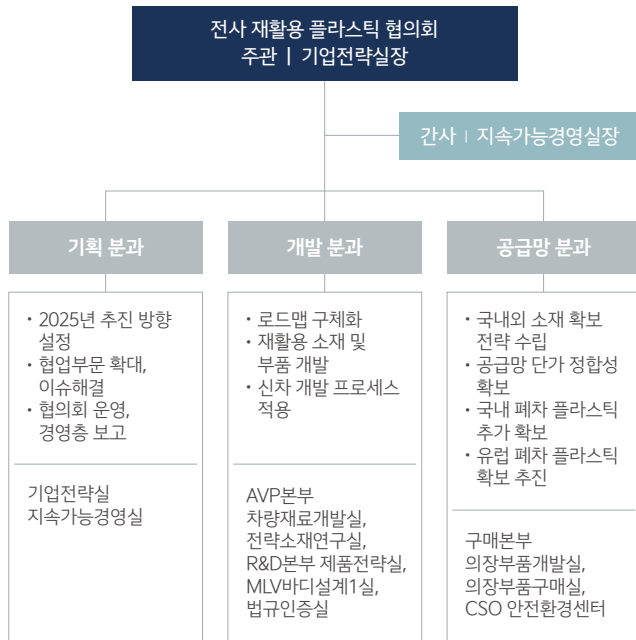 전사 재활용 플라스틱 협의회
주관 | 기업전략실장
간사 | 지속가능경영실장
기획 분과
• 2025년 추진 방향
설정
• 협업부문 확대,
이슈해결
• 협의회 운영,
경영층 보고
기업전략실
지속가능경영실
개발 분과
• 로드맵 구체화
• 재활용 소재 및
부품 개발
• 신차 개발 프로세스
적용
AVP본부
차량재료개발실,
전략소재연구실,
R&D본부 제품전략실,
MLV바디설계1실,
법규인증실
공급망 분과
• 국내외 소재 확보
전략 수립
• 공급망 단가 정합성
확보
• 국내 폐차 플라스틱
추가 확보
• 유럽 폐차 플라스틱
확보 추진
구매본부
의장부품개발실,
의장부품구매실,
CSO 안전환경센터